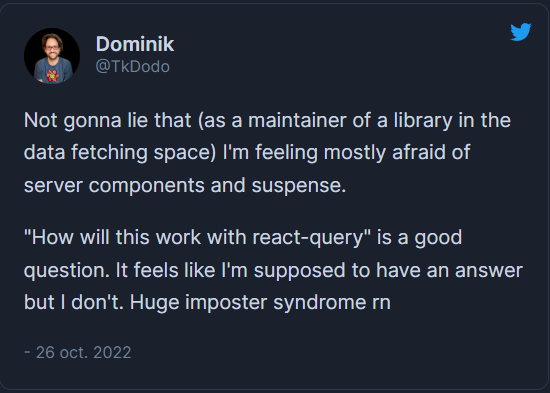 Dominik
@TkDodo
Not gonna lie that (as a maintainer of a library in the
data fetching space) I'm feeling mostly afraid of
server components and suspense.
"How will this work with react-query" is a good
question. It feels like I'm supposed to have an answer
but I don't. Huge imposter syndrome rn
- 26 oct. 2022